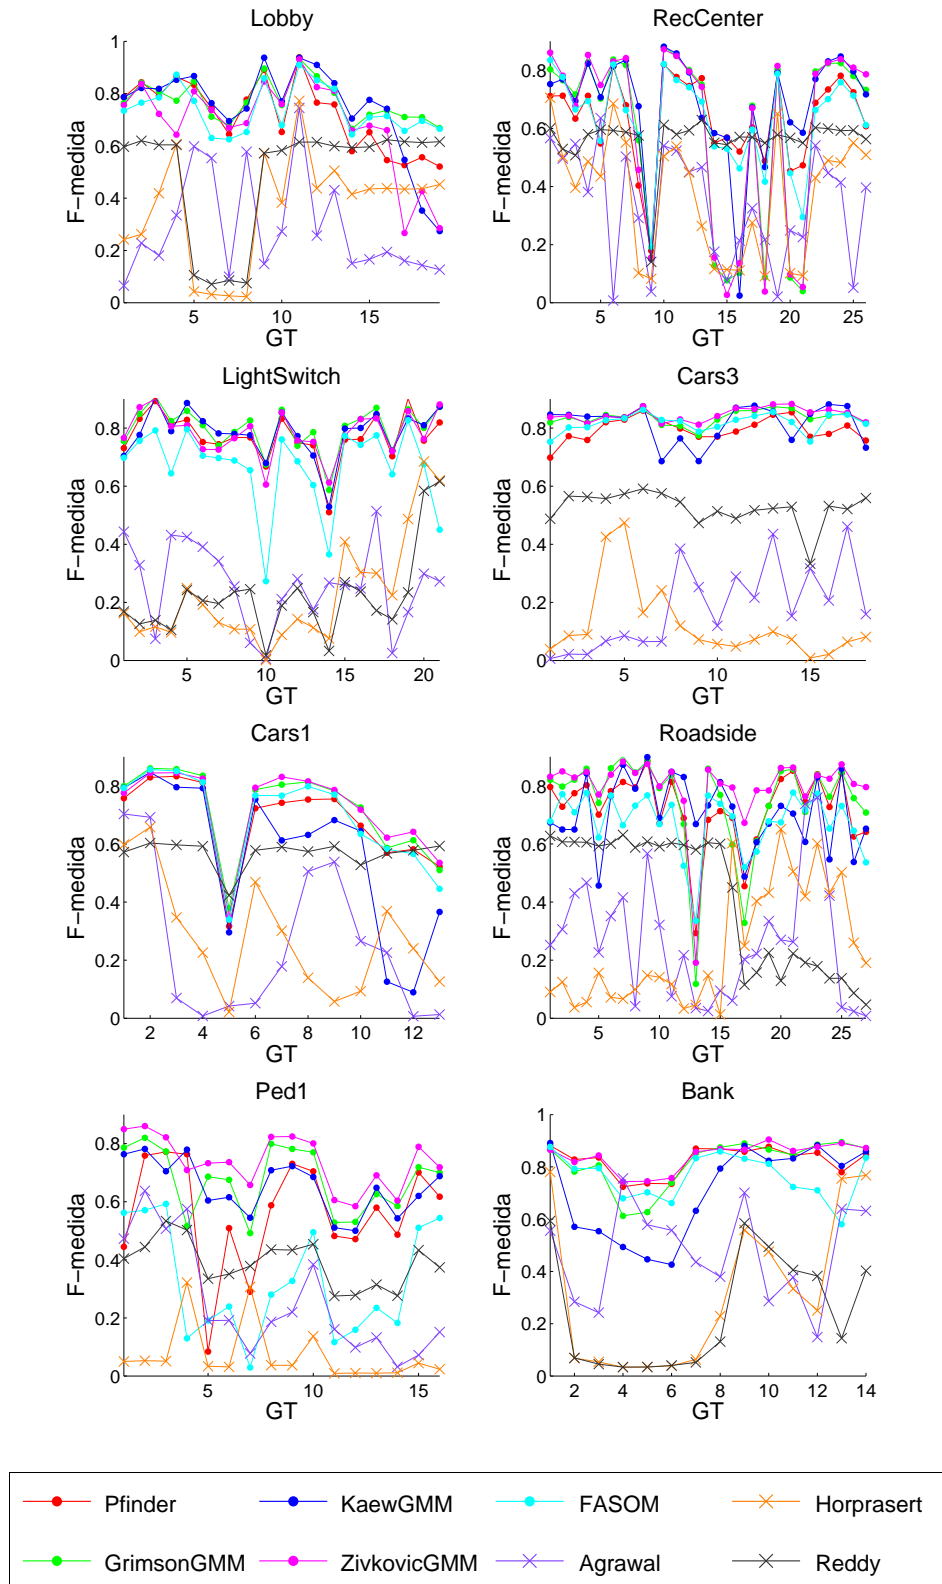 Lobby
RecCenter
1
0.8
0.6
0.4
0.2
0
F-medida
5 10 15
GT
0.8
0.6
0.4
0.2
0
F-medida
5 10 15 20 25
GT
LightSwitch
Cars3
0.8
0.6
0.4
0.2
0
F-medida
5 10 15 20
GT
0.8
0.6
0.4
0.2
0
F-medida
5 10 15
GT
Cars1
Roadside
0.8
0.6
0.4
0.2
0
F-medida
2 4 6 8 10 12
GT
0.8
0.6
0.4
0.2
0
F-medida
5 10 15 20 25
GT
Ped1
Bank
0.8
0.6
0.4
0.2
0
F-medida
5 10 15
GT
1
0.8
0.6
0.4
0.2
0
F-medida
2 4 6 8 10 12 14
GT
Pfinder KaewGMM FASOM Horprasert
GrimsonGMM ZivkovicGMM Agrawal Reddy